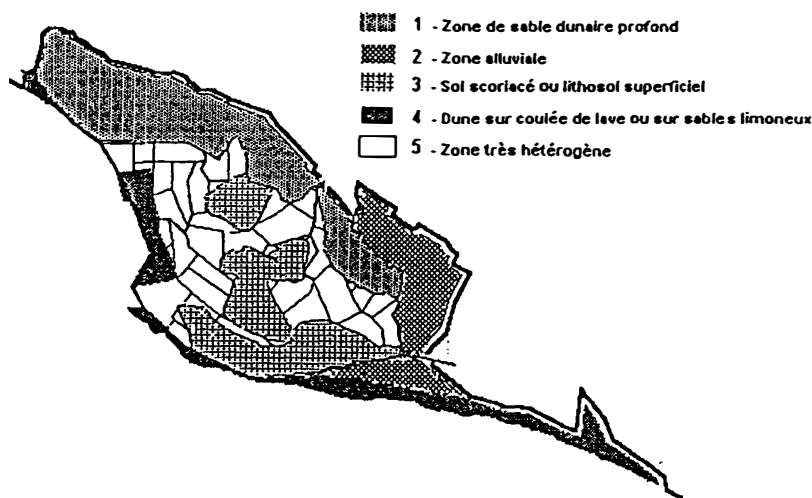 1 - Zone de sable dunaire profond
2 - Zone alluviale
3 - Sol scoriacé ou lithosol superficiel
4 - Dune sur coulée de lave ou sur sables limoneux
5 - Zone très hétérogène